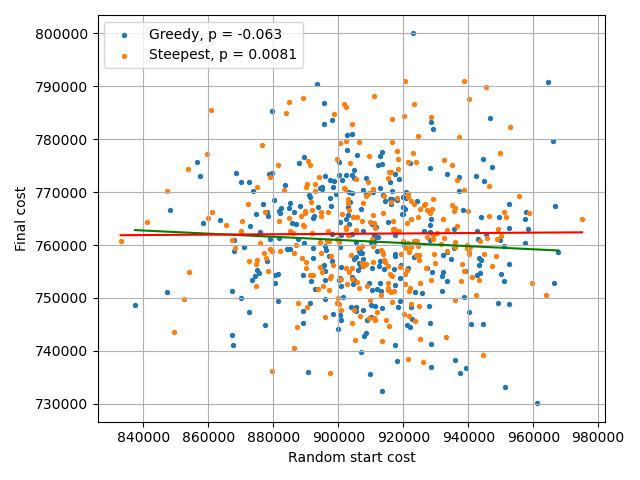 Greedy, p = -0.063
Steepest, p = 0.0081
Final cost
800000
790000
780000
770000
760000
750000
740000
730000
840000 860000 880000 900000 920000 940000 960000 980000
Random start cost